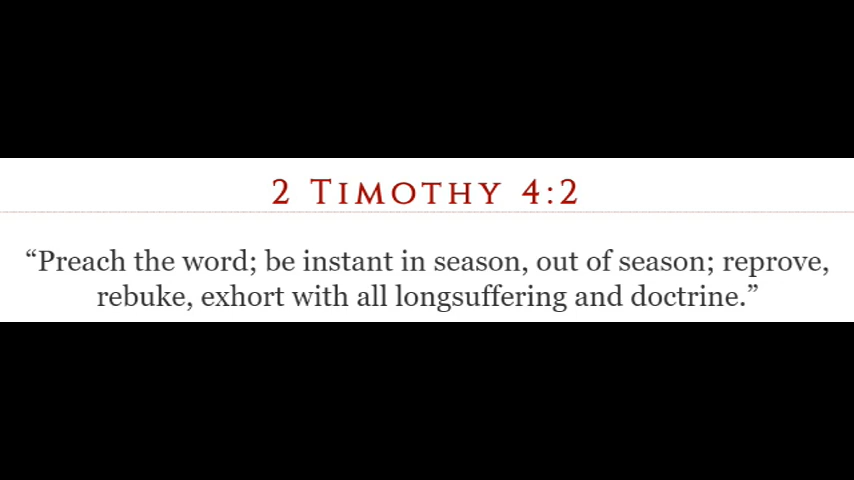 2 Timothy 4:2
“Preach the word; be instant in season, out of season; reprove,
rebuke, exhort with all longsuffering and doctrine.”